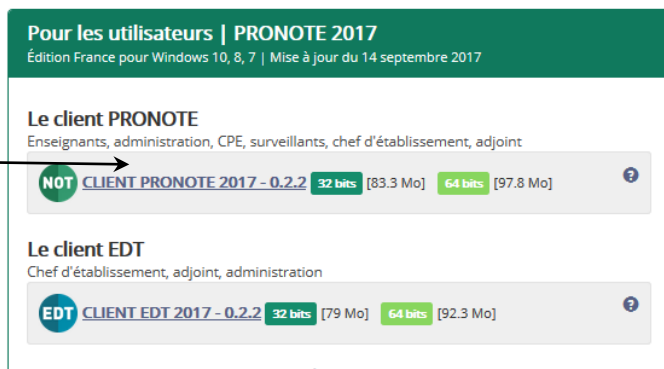 Pour les utilisateurs | PRONOTE 2017
Édition France pour Windows 10, 8, 7 | Mise à jour du 14 septembre 2017
Le client PRONOTE
Enseignants, administration, CPE, surveillants, chef d'établissement, adjoint
NOT CLIENT PRONOTE 2017 - 0.2.2 32 bits [83.3 Mo] 64 bits [97.8 Mo] ?
Le client EDT
Chef d'établissement, adjoint, administration
EDT CLIENT EDT 2017 - 0.2.2 32 bits [79 Mo] 64 bits [92.3 Mo] ?